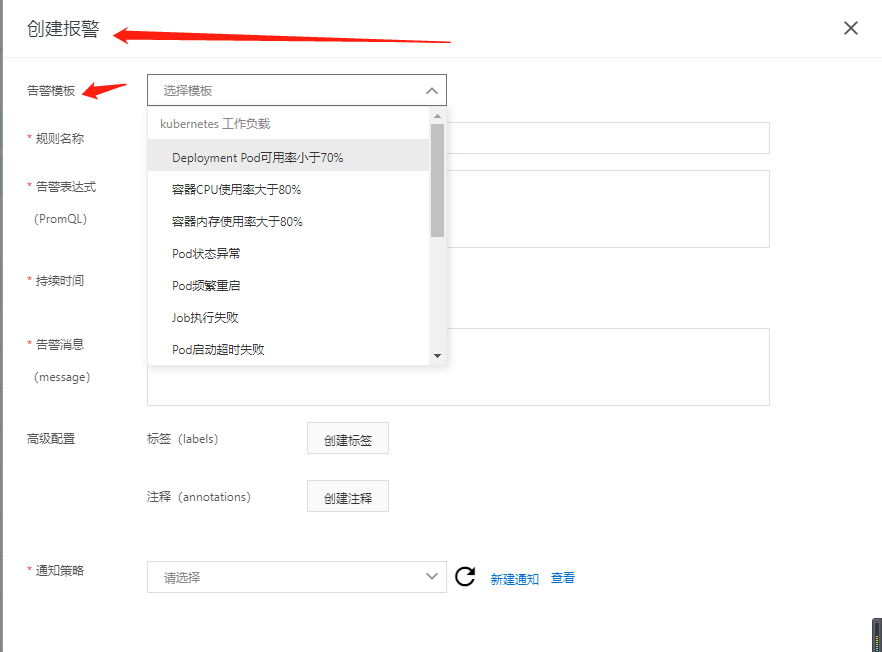 创建报警
告警模板
选择模板
kubernetes 工作负载
* 规则名称
Deployment Pod可用率小于70%
* 告警表达式
容器CPU使用率大于80%
(PromQL)
容器内存使用率大于80%
Pod状态异常
* 持续时间
Pod频繁重启
Job执行失败
* 告警消息
Pod启动超时失败
(message)
高级配置
标签 (labels)
创建标签
注释 (annotations)
创建注释
* 通知策略
请选择
新建通知
查看